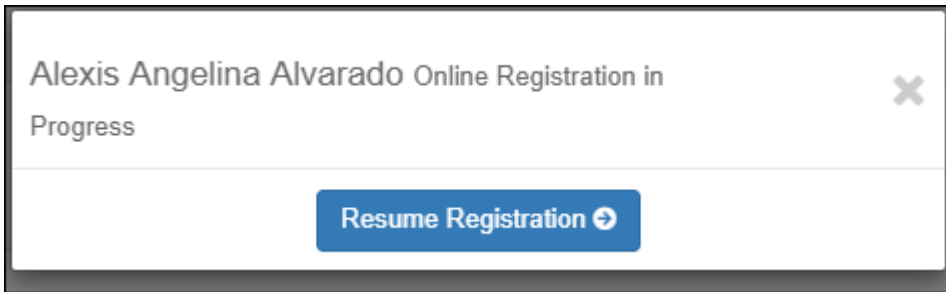 Alexis Angelina Alvarado Online Registration in
Progress
Resume Registration